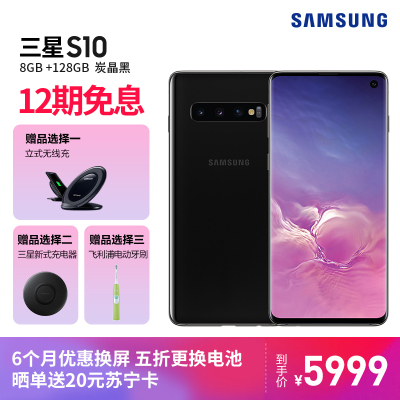 SAMSUNG
三星S10
8GB+128GB 炭晶黑
12期免息
赠品选择一
立式无线充
赠品选择二
三星新式充电器
赠品选择三
飞利浦电动牙刷
SAMSUNG
6个月优惠换屏 五折更换电池
晒单送20元苏宁卡
到手价
¥5999